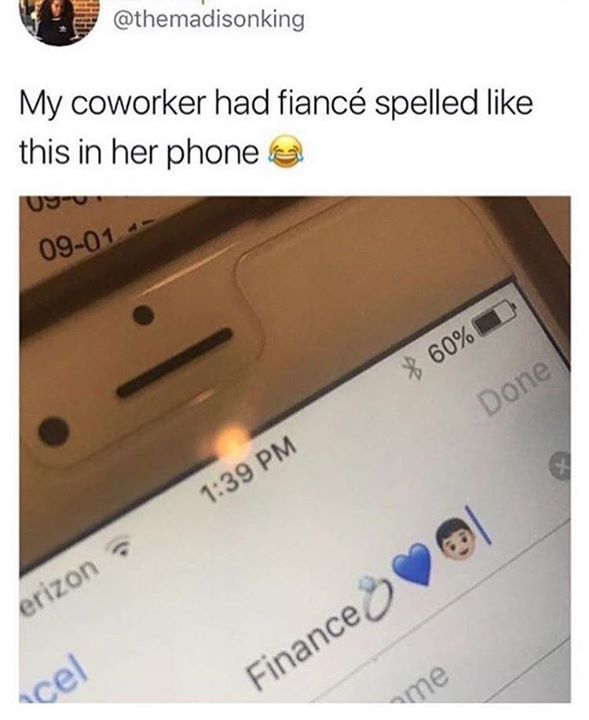 @themadisonking
My coworker had fiancé spelled like
this in her phone 😂
09-01
60%
Done
1:39 PM
erizon
Finance💍💙👦🏻
cel
ame